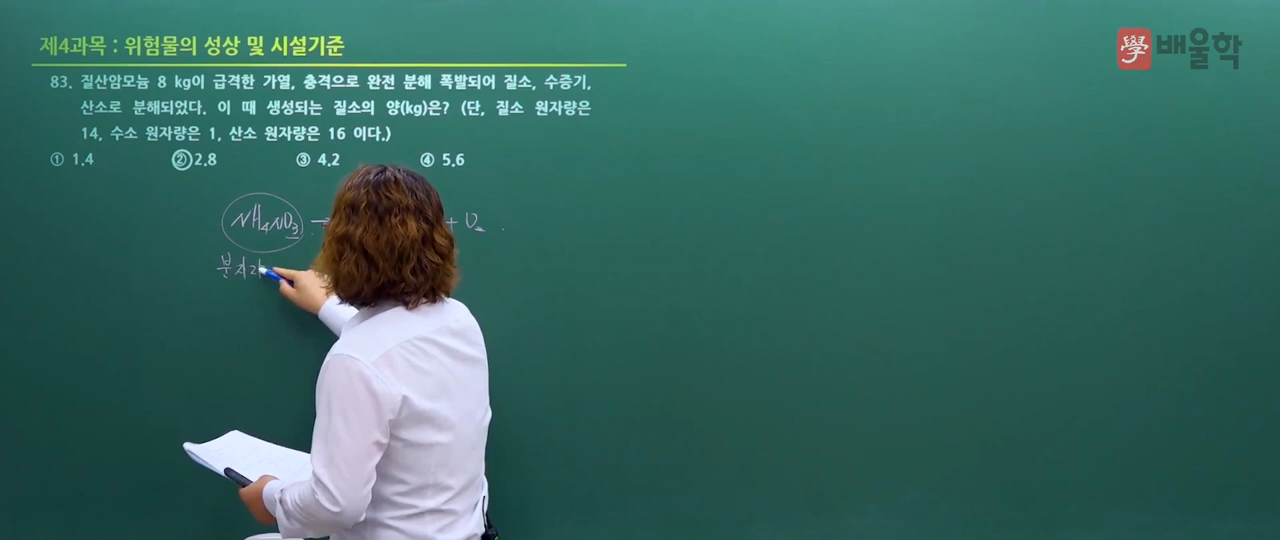 제4과목 : 위험물의 성상 및 시설기준
學 배울학
83. 질산암모늄 8 kg이 급격한 가열, 충격으로 완전 분해 폭발되어 질소, 수증기,
산소로 분해되었다. 이 때 생성되는 질소의 양(kg)은? (단, 질소 원자량은
14, 수소 원자량은 1, 산소 원자량은 16 이다.)
① 1.4 ② 2.8 ③ 4.2 ④ 5.6
NH₄NO₃ → + O₂
분자